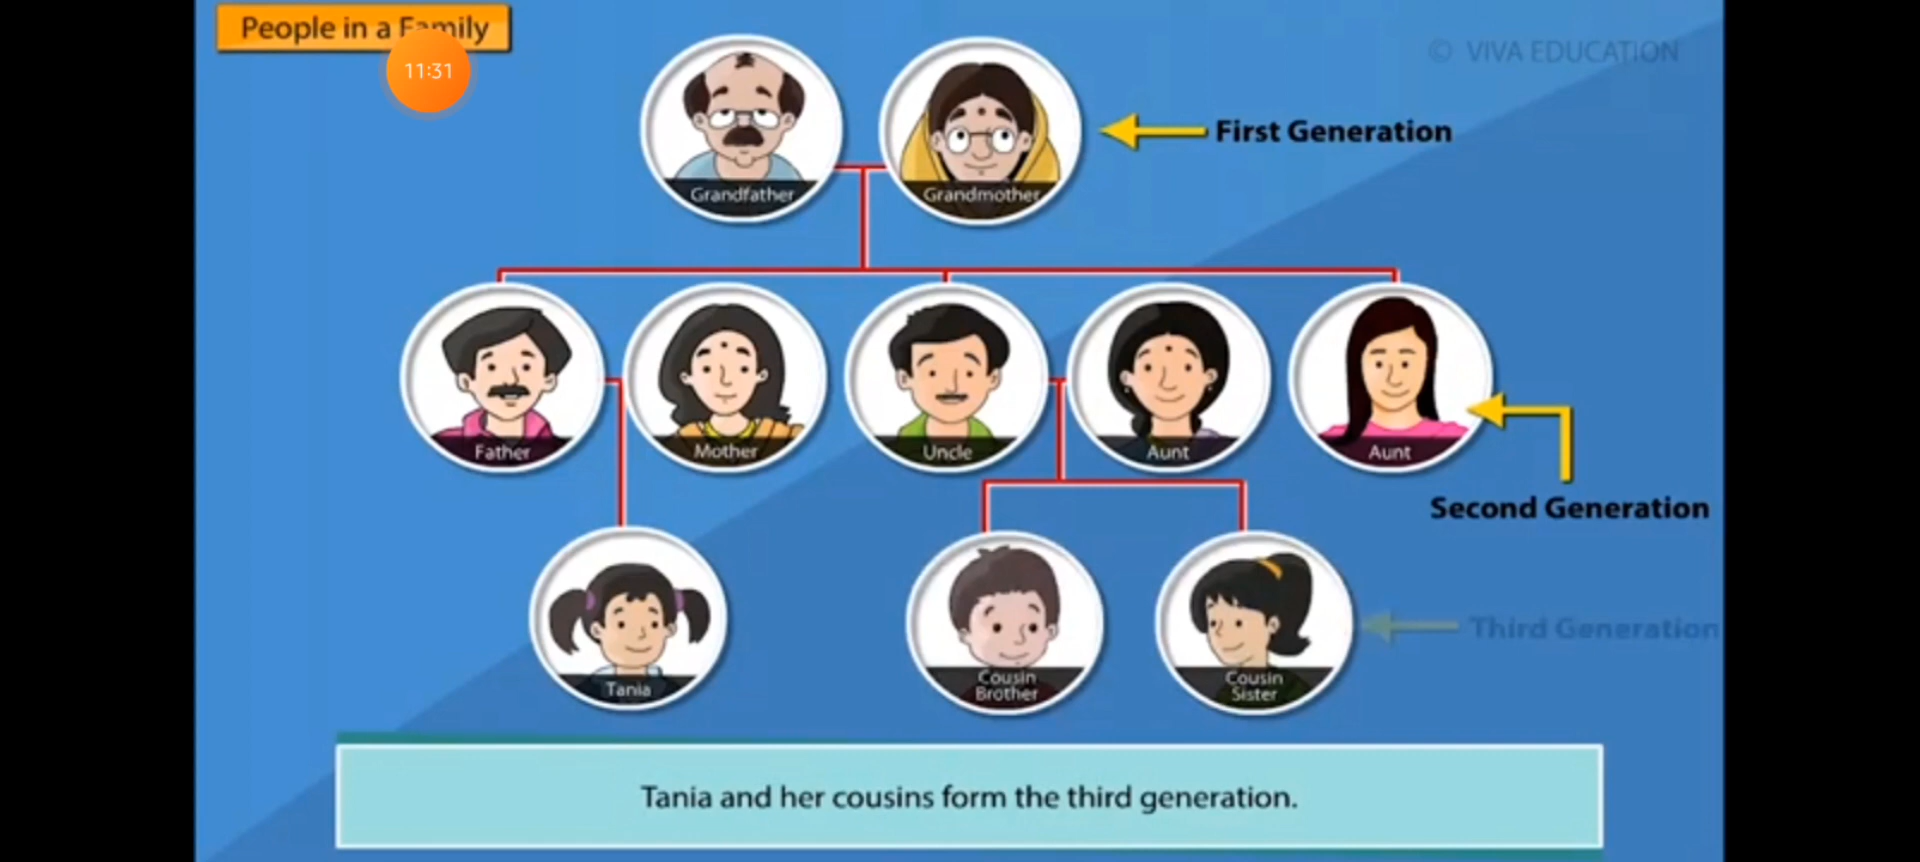 People in a Family
11:31
© VIVA EDUCATION
Grandfather
Grandmother
First Generation
Father
Mother
Uncle
Aunt
Aunt
Second Generation
Tania
Cousin
Brother
Cousin
Sister
Third Generation
Tania and her cousins form the third generation.